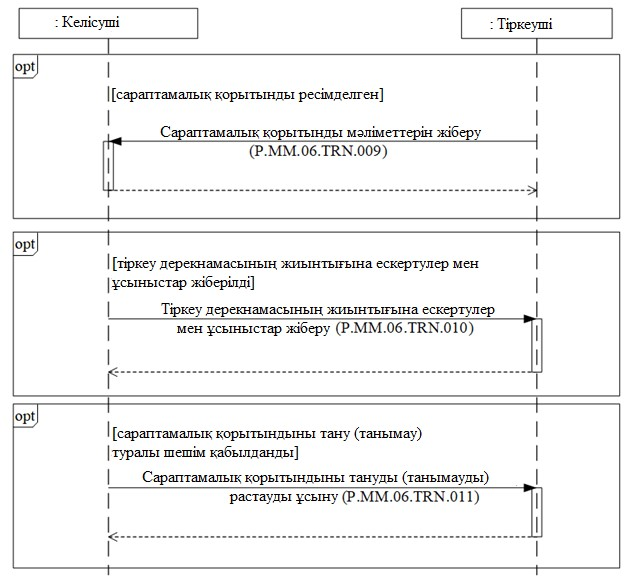 : Келісуші
: Тіркеуші
opt
[сараптамалық қорытынды ресімделген]
Сараптамалық қорытынды мәліметтерін жіберу
(P.MM.06.TRN.009)
opt
[тіркеу дерекнамасының жиынтығына ескертулер мен
ұсыныстар жіберілді]
Тіркеу дерекнамасының жиынтығына ескертулер
мен ұсыныстар жіберу (P.MM.06.TRN.010)
opt
[сараптамалық қорытындыны тану (танымау)
туралы шешім қабылданды]
Сараптамалық қорытындыны тануды (танымауды)
растауды ұсыну (P.MM.06.TRN.011)